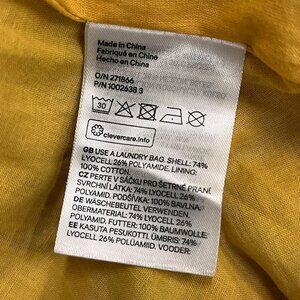 Made in China
Fabriqué en Chine
Hecho en China
O/N 271866
P/N 1002638 3
30
clevercare.info
GB USE A LAUNDRY BAG. SHELL: 74%
LYOCELL 26% POLYAMIDE. LINING:
100% COTTON.
CZ PERTE V SÁČKU PRO ŠETRNÉ PRANÍ.
SVRCHNÍ LÁTKA: 74% LYOCELL 26%
POLYAMID. PODŠÍVKA: 100% BAVLNA.
DE WÄSCHEBEUTEL VERWENDEN.
OBERMATERIAL: 74% LYOCELL 26%
POLYAMID. FUTTER: 100% BAUMWOLLE.
EE KASUTA PESUKOTTI. ÜMBRIS: 74%
LYOCELL 26% POLÜAMIID. VOODER: